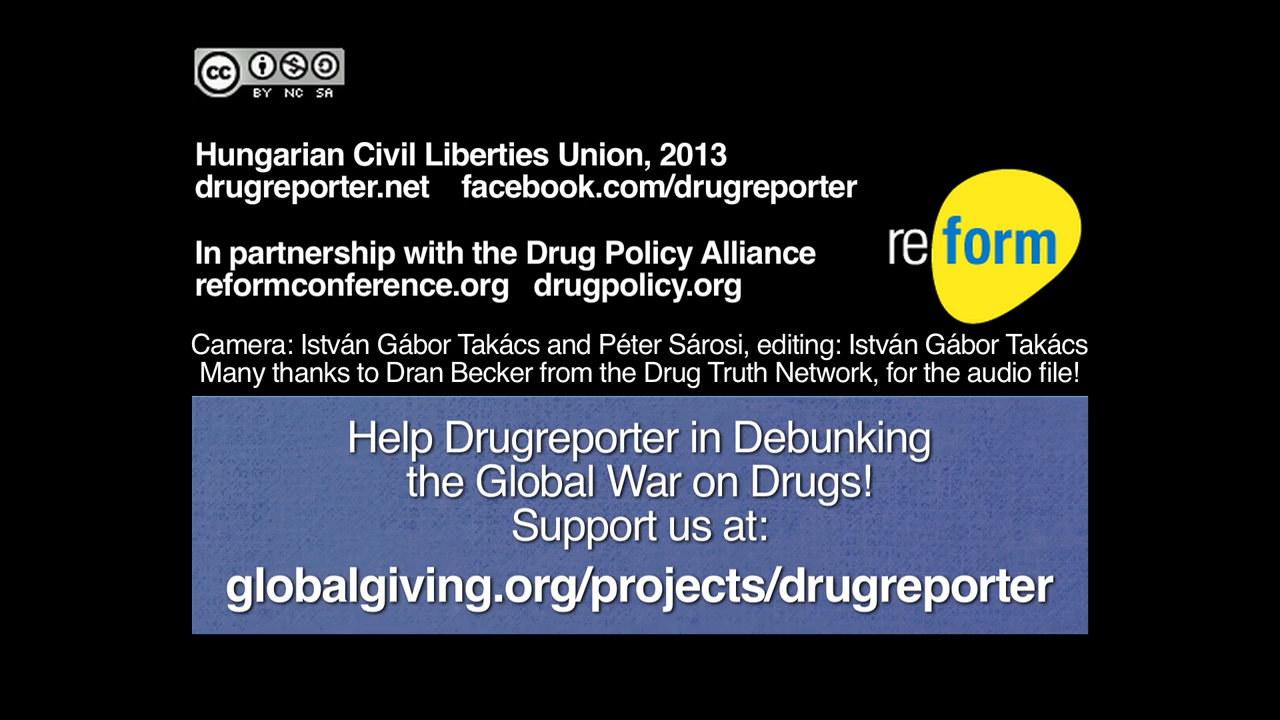 cc
BY NC SA
Hungarian Civil Liberties Union, 2013
drugreporter.net facebook.com/drugreporter
In partnership with the Drug Policy Alliance
reformconference.org drugpolicy.org
reform
Camera: István Gábor Takács and Péter Sárosi, editing: István Gábor Takács
Many thanks to Dran Becker from the Drug Truth Network, for the audio file!
Help Drugreporter in Debunking
the Global War on Drugs!
Support us at:
globalgiving.org/projects/drugreporter